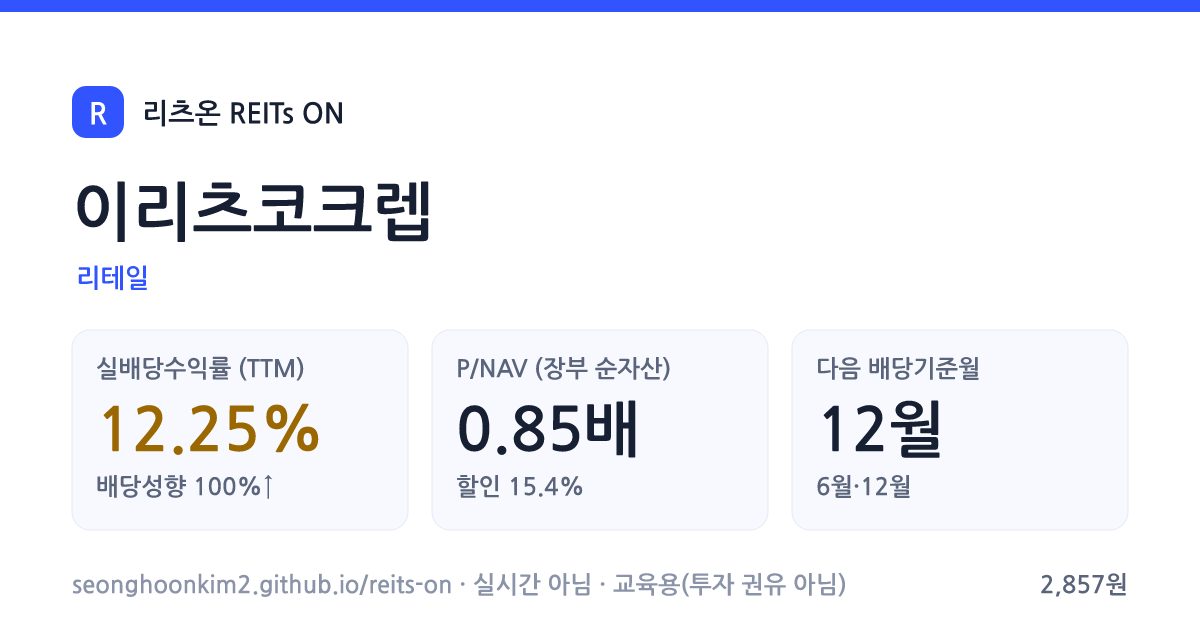 R 리츠온 REITs ON
이리츠코크렙
리테일
실배당수익률 (TTM)
12.25%
배당성향 100%↑
P/NAV (장부 순자산)
0.85배
할인 15.4%
다음 배당기준월
12월
6월·12월
seonghoonkim2.github.io/reits-on · 실시간 아님 · 교육용(투자 권유 아님)
2,857원